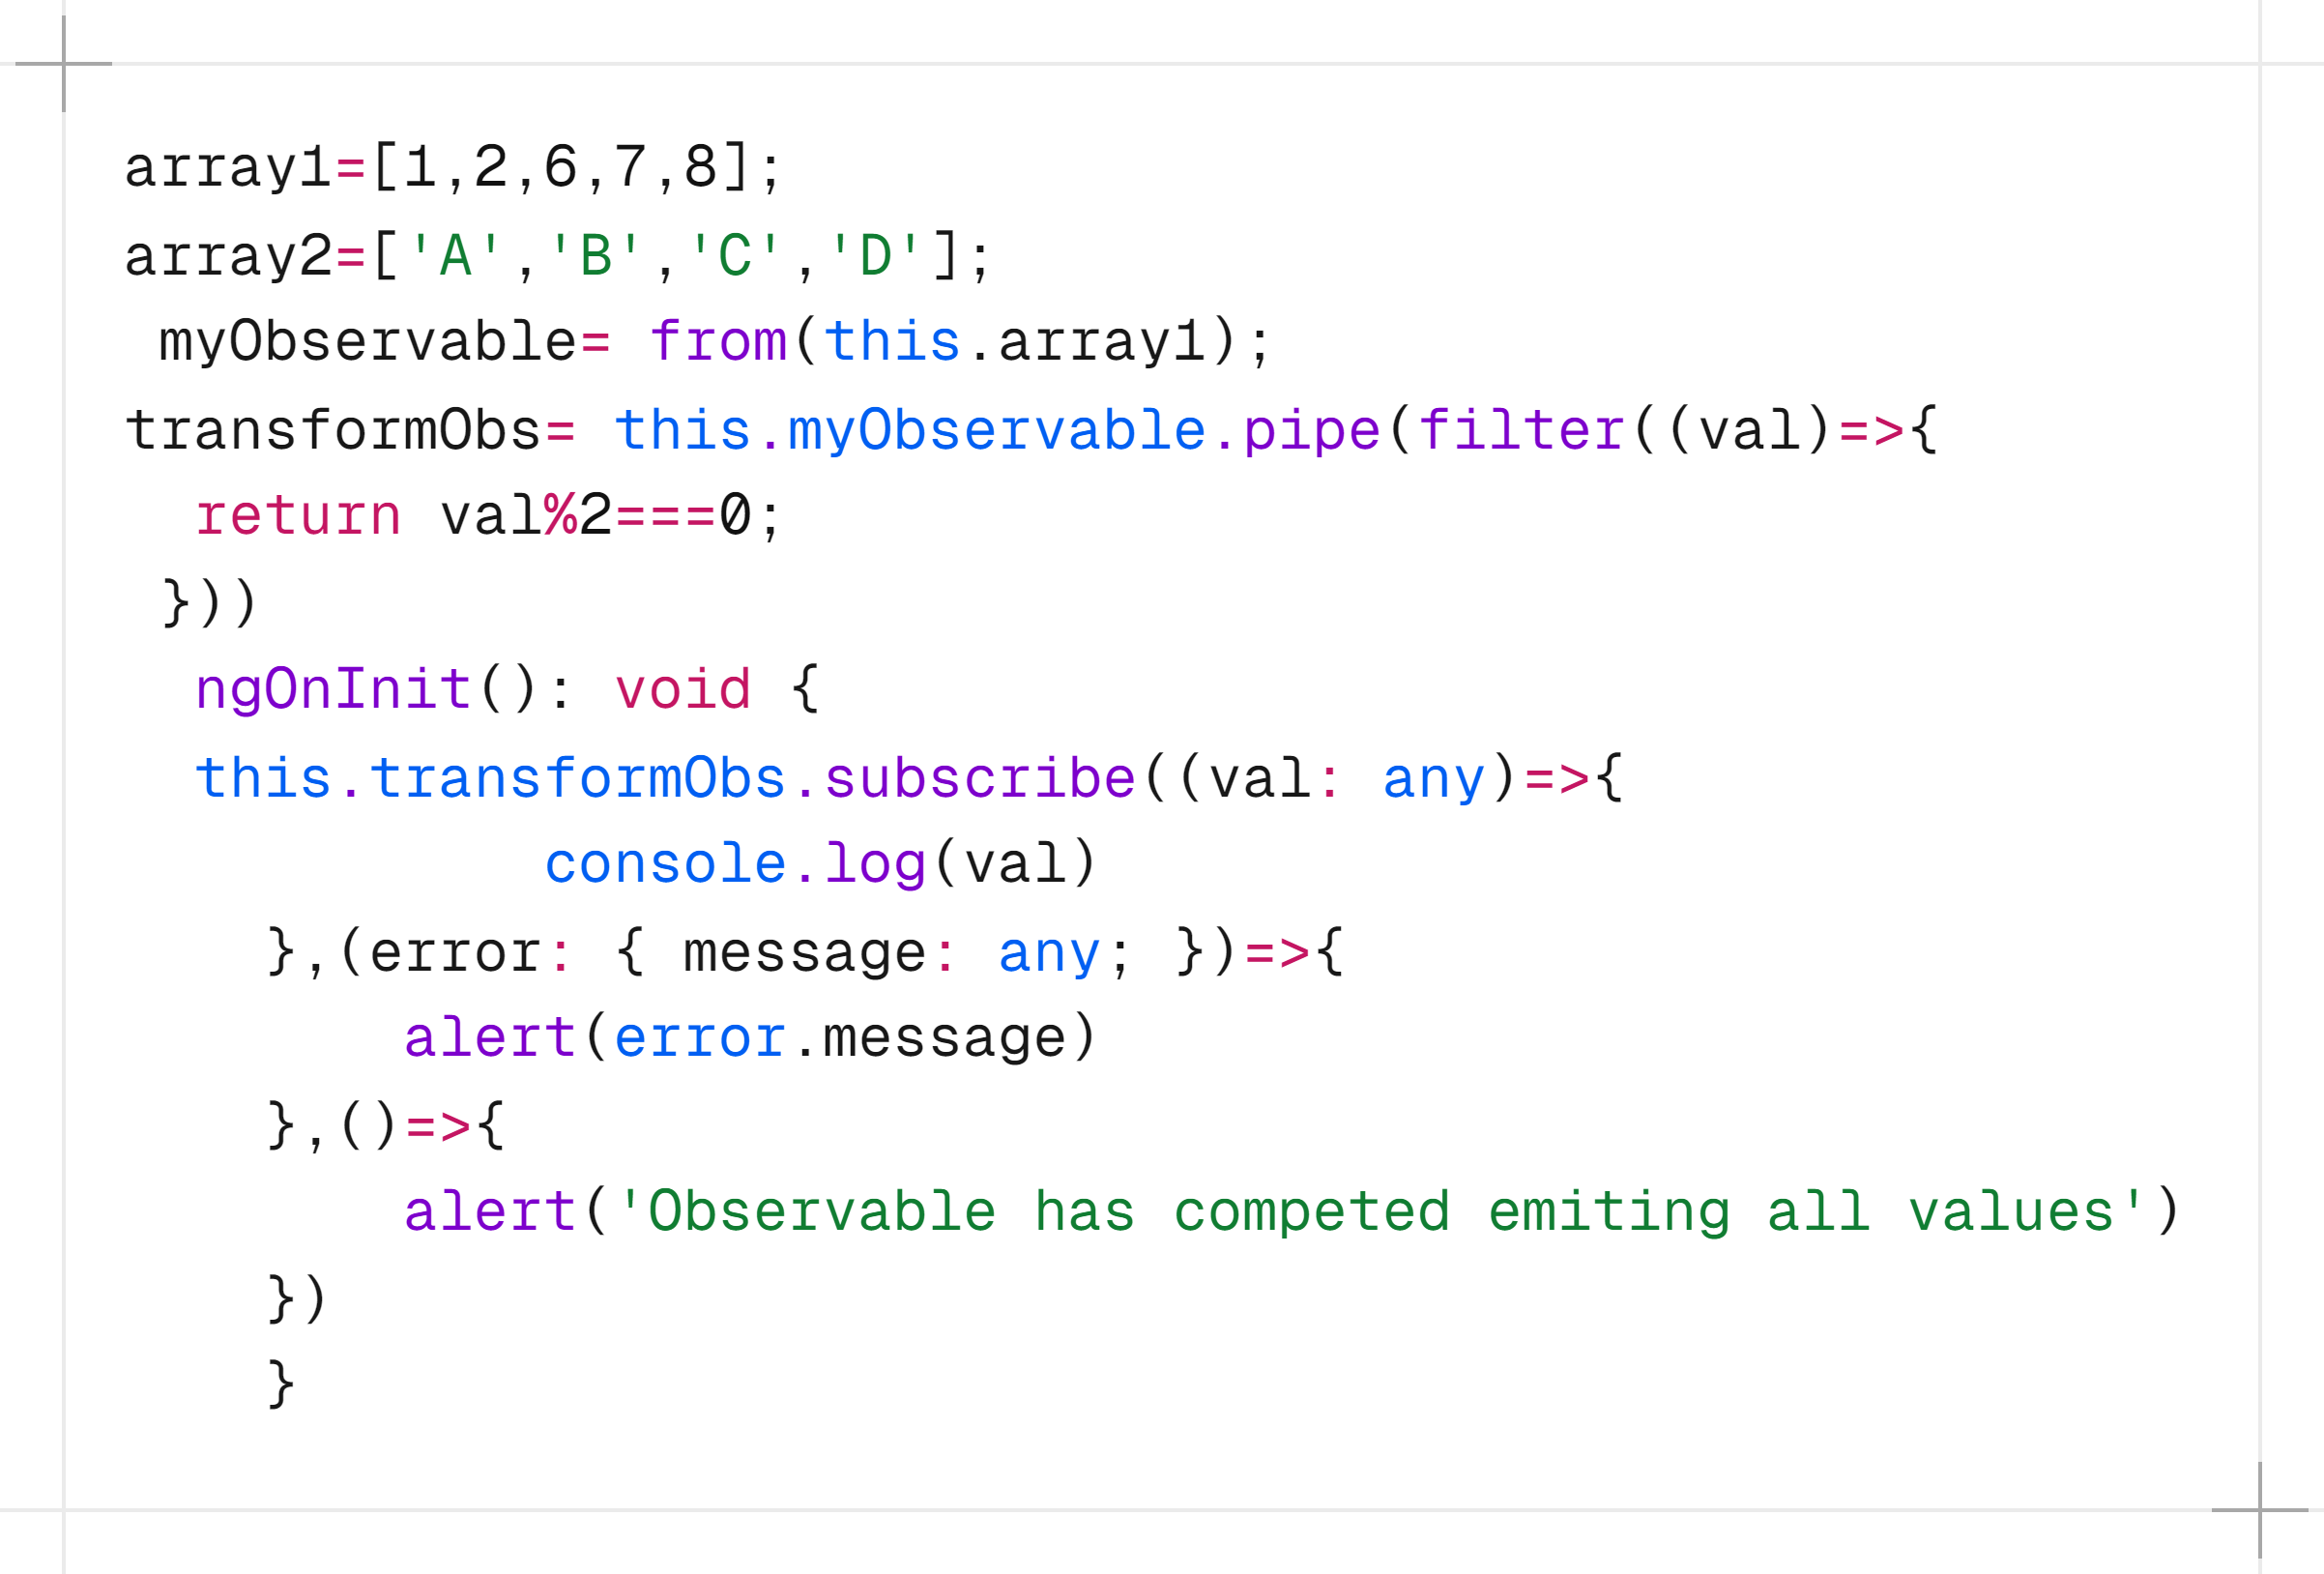 array1=[1,2,6,7,8];
array2=['A','B','C','D'];
 myObservable= from(this.array1);
transformObs= this.myObservable.pipe(filter((val)=>{
  return val%2===0;
 }))
  ngOnInit(): void {
  this.transformObs.subscribe((val: any)=>{
            console.log(val)
    },(error: { message: any; })=>{
        alert(error.message)
    },()=>{
        alert('Observable has competed emiting all values')
    })
    }